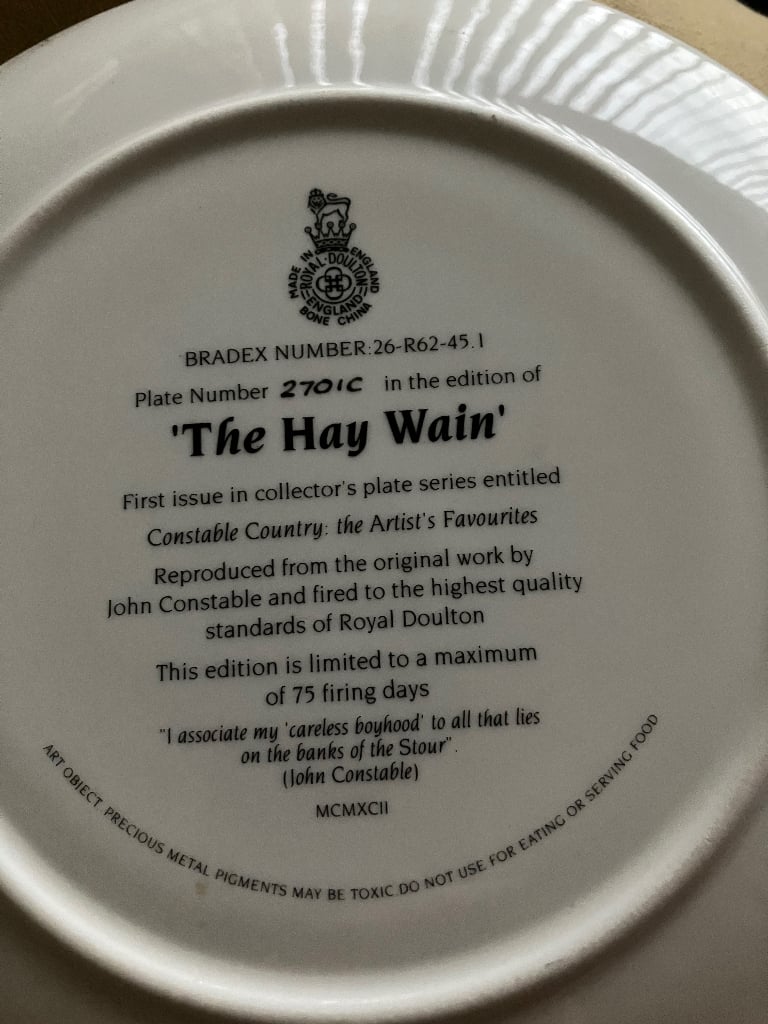 MADE IN ENGLAND
ROYAL·DOULTON
ENGLAND
BONE CHINA
BRADEX NUMBER:26-R62-45.1
Plate Number 2701C in the edition of
'The Hay Wain'
First issue in collector's plate series entitled
Constable Country: the Artist's Favourites
Reproduced from the original work by
John Constable and fired to the highest quality
standards of Royal Doulton
This edition is limited to a maximum
of 75 firing days
"I associate my 'careless boyhood' to all that lies
on the banks of the Stour".
(John Constable)
MCMXCII
ART OBJECT PRECIOUS METAL PIGMENTS MAY BE TOXIC DO NOT USE FOR EATING OR SERVING FOOD